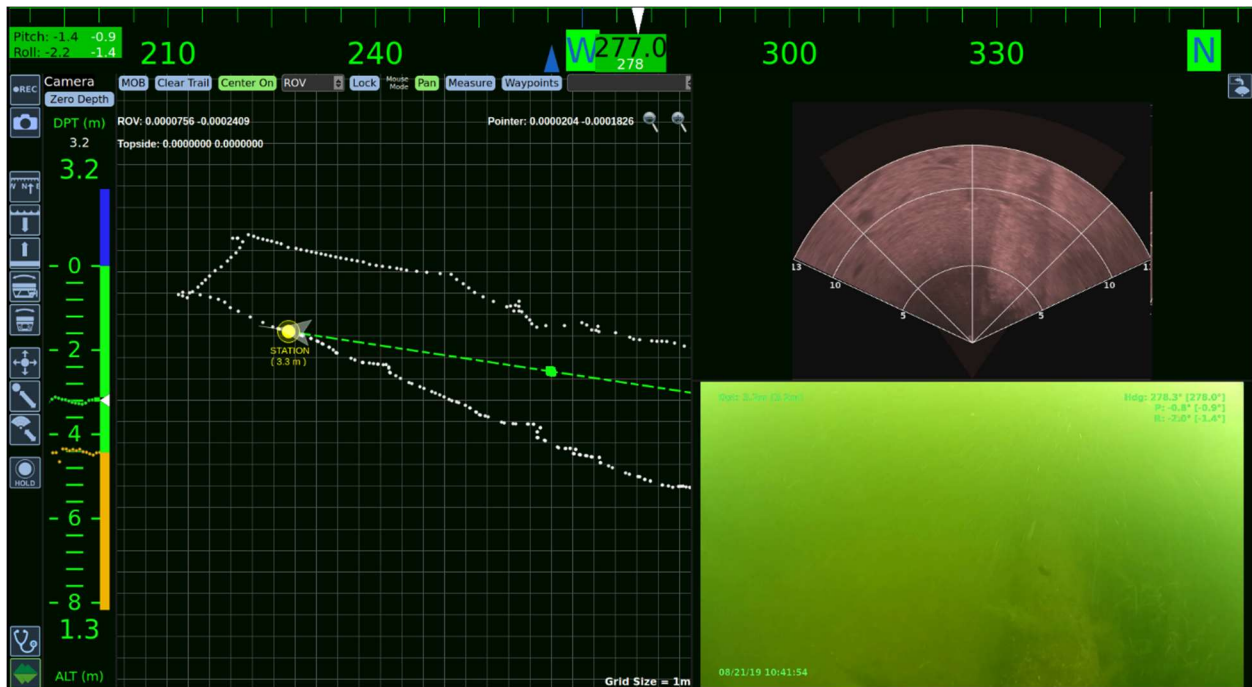 Pitch: -1.4 -0.9
Roll: -2.2 -1.4
210
240
W
277.0
278
300
330
N
REC
Camera
Zero Depth
MOB
Clear Trail
Center On
ROV
Lock
Mouse Mode
Pan
Measure
Waypoints
DPT (m)
3.2
3.2
ROV: 0.0000756 -0.0002409
Pointer: 0.0000204 -0.0001826
Topside: 0.0000000 0.0000000
W N E
0
2
4
6
8
1.3
ALT (m)
HOLD
STATION
( 3.3 m )
Grid Size = 1m
13
10
5
5
10
Hdg: 278.3° [278.0°]
P: -0.8° [-0.9°]
R: -2.0° [-1.4°]
08/21/19 10:41:54